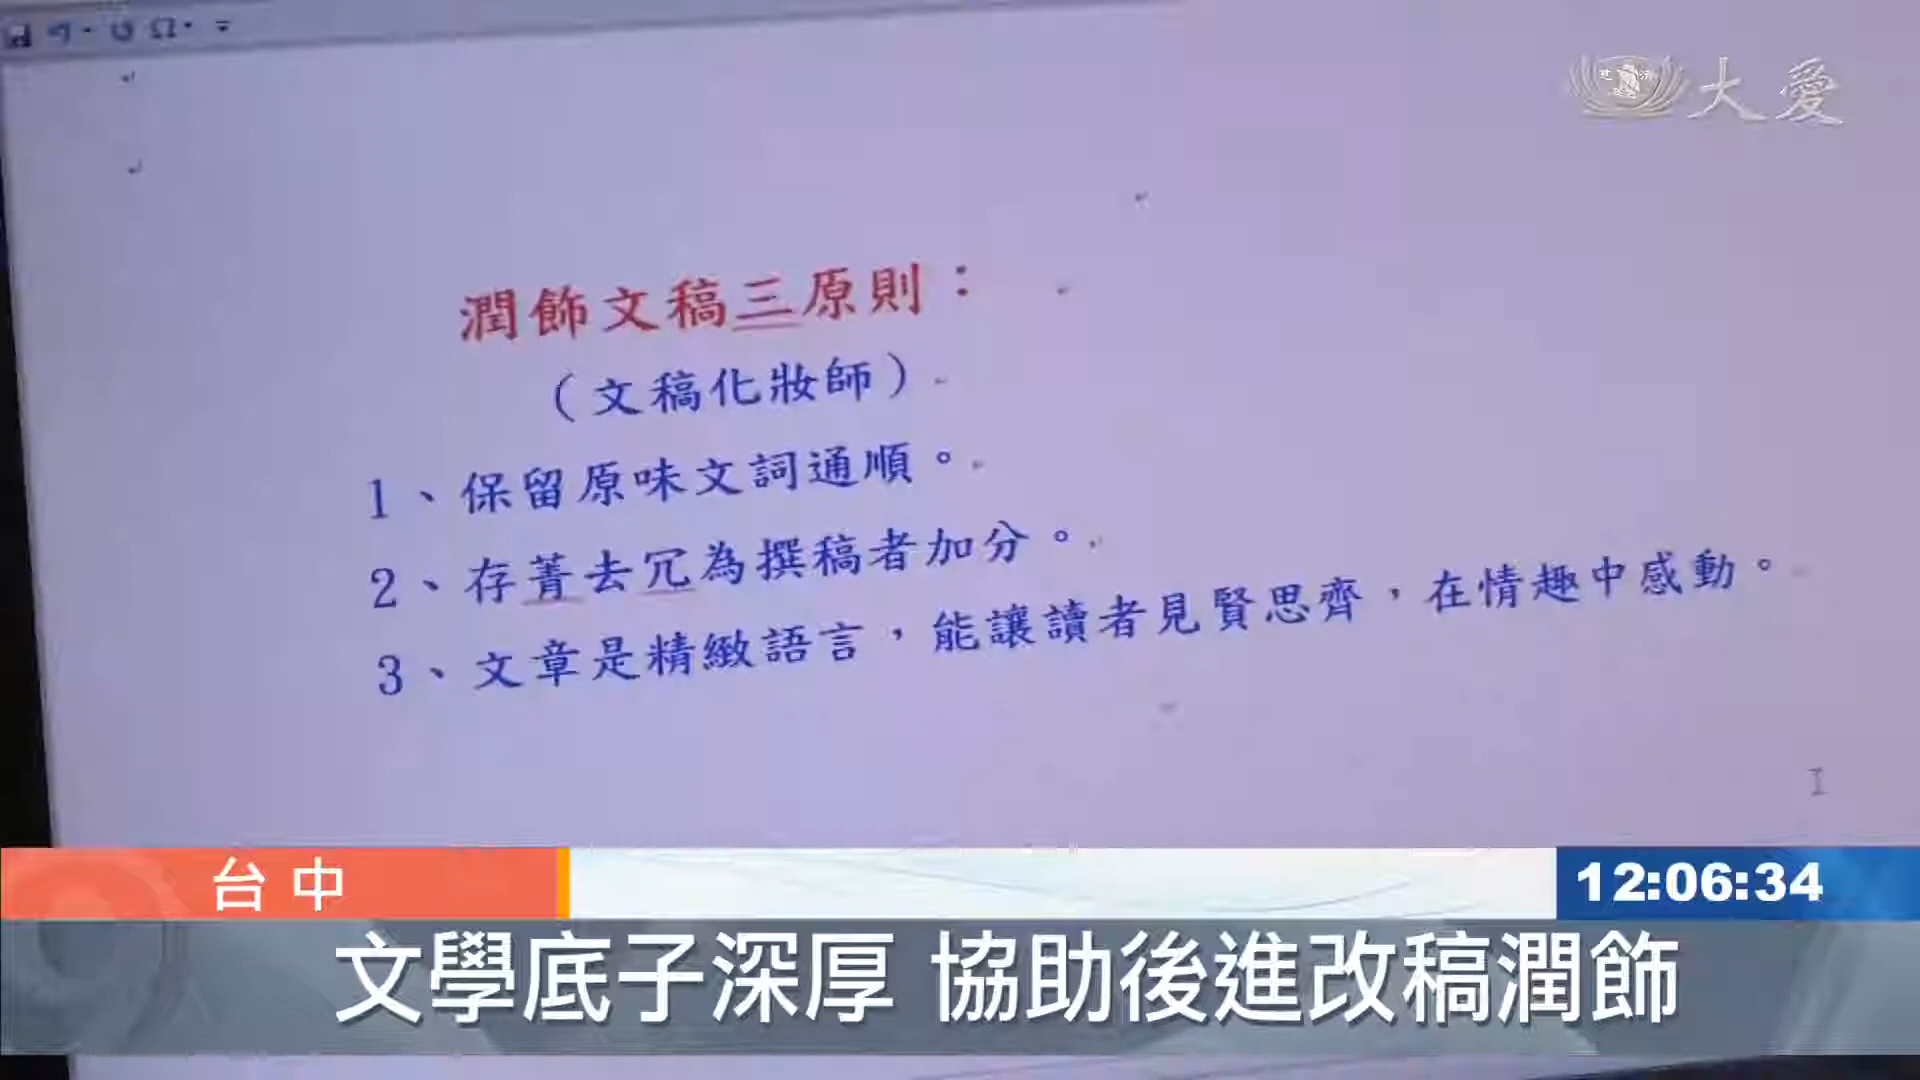 大愛
潤飾文稿三原則：
（文稿化妝師）
1、保留原味文詞通順。
2、存菁去冗為撰稿者加分。
3、文章是精緻語言，能讓讀者見賢思齊，在情趣中感動。
台中
12:06:34
文學底子深厚 協助後進改稿潤飾